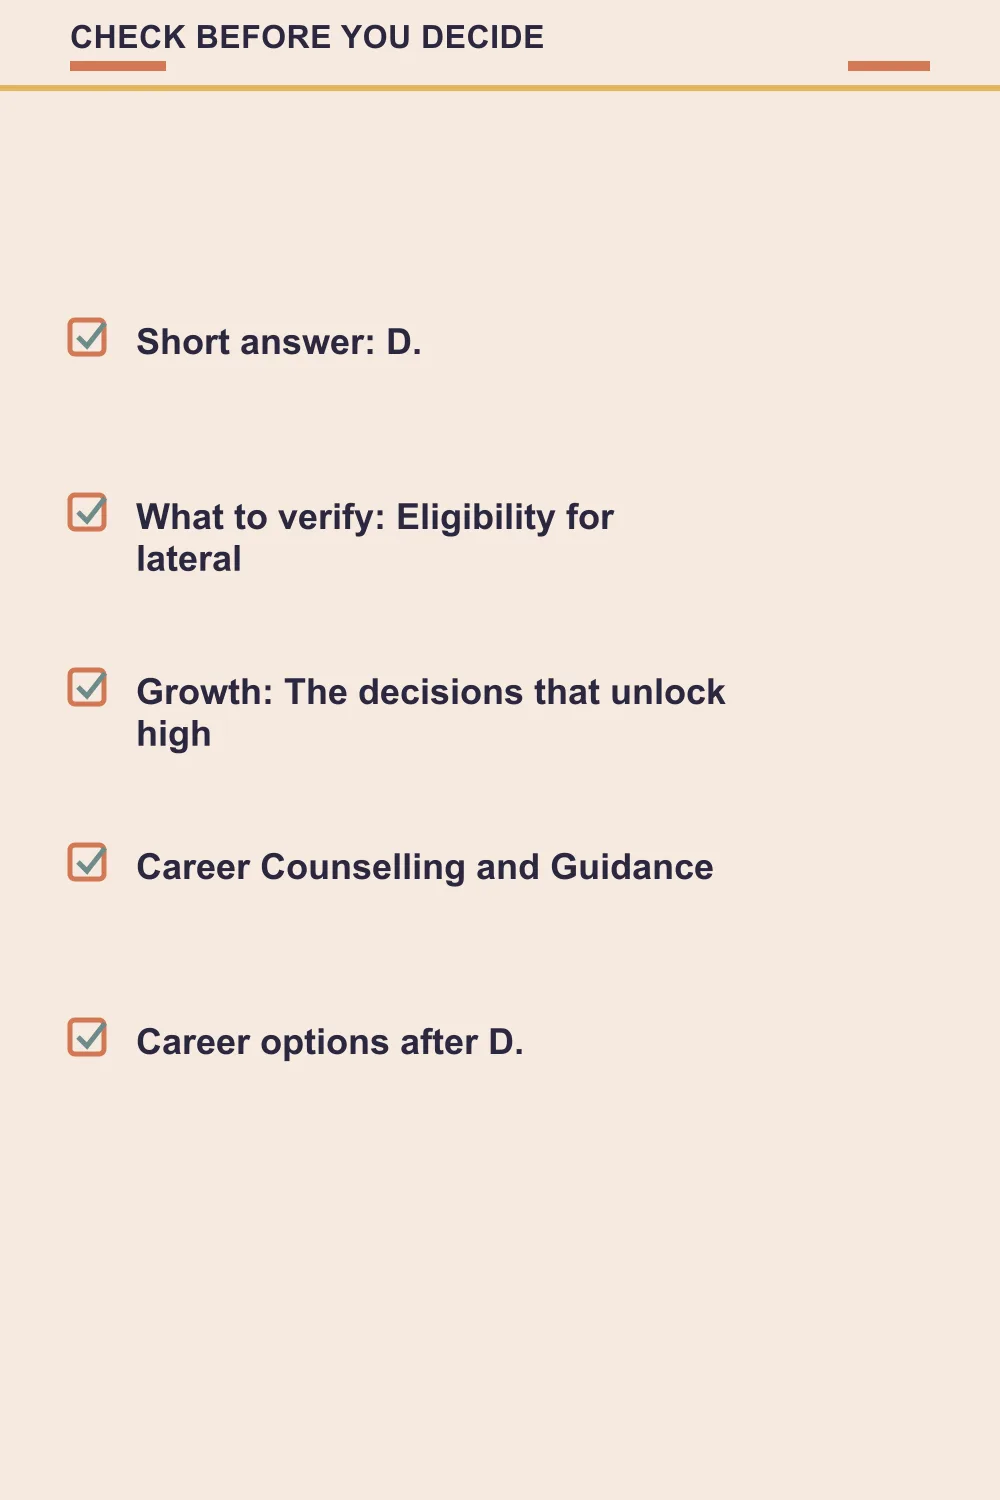 CHECK BEFORE YOU DECIDE
Short answer: D.
What to verify: Eligibility for
lateral
Growth: The decisions that unlock
high
Career Counselling and Guidance
Career options after D.